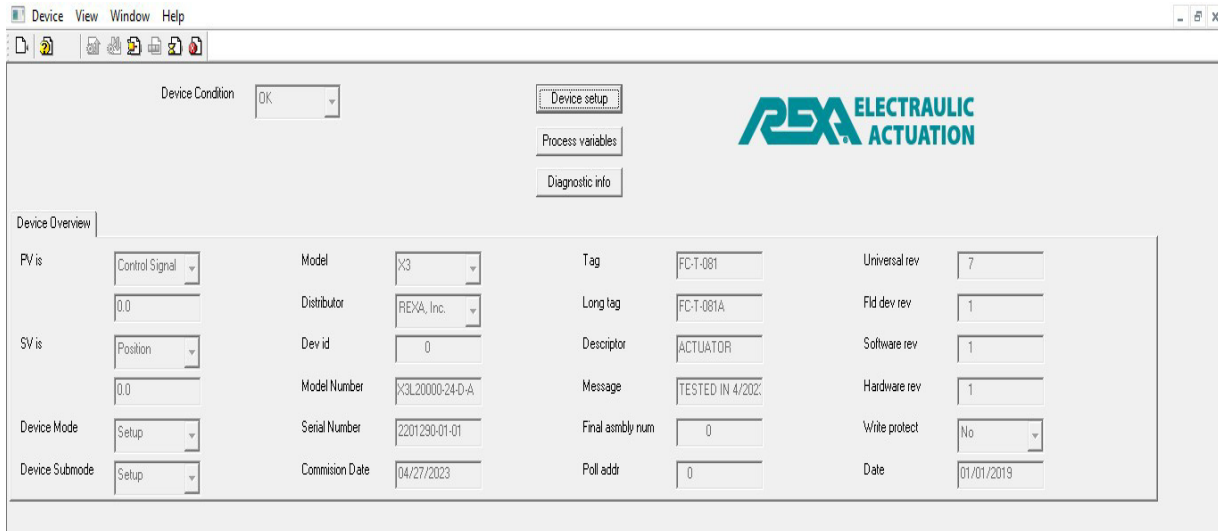 Device View Window Help
Device Condition OK
Device setup
Process variables
Diagnostic info
REXA ELECTRAULIC
ACTUATION
Device Overview
PV is Control Signal Model X3 Tag FC-T-081 Universal rev 7
0.0 Distributor REXA, Inc. Long tag FC-T-081A Fld dev rev 1
SV is Position Dev id 0 Descriptor ACTUATOR Software rev 1
0.0 Model Number X3L20000-24-D-A Message TESTED IN 4/202 Hardware rev 1
Device Mode Setup Serial Number 2201290-01-01 Final asmbly num 0 Write protect No
Device Submode Setup Commision Date 04/27/2023 Poll addr 0 Date 01/01/2019